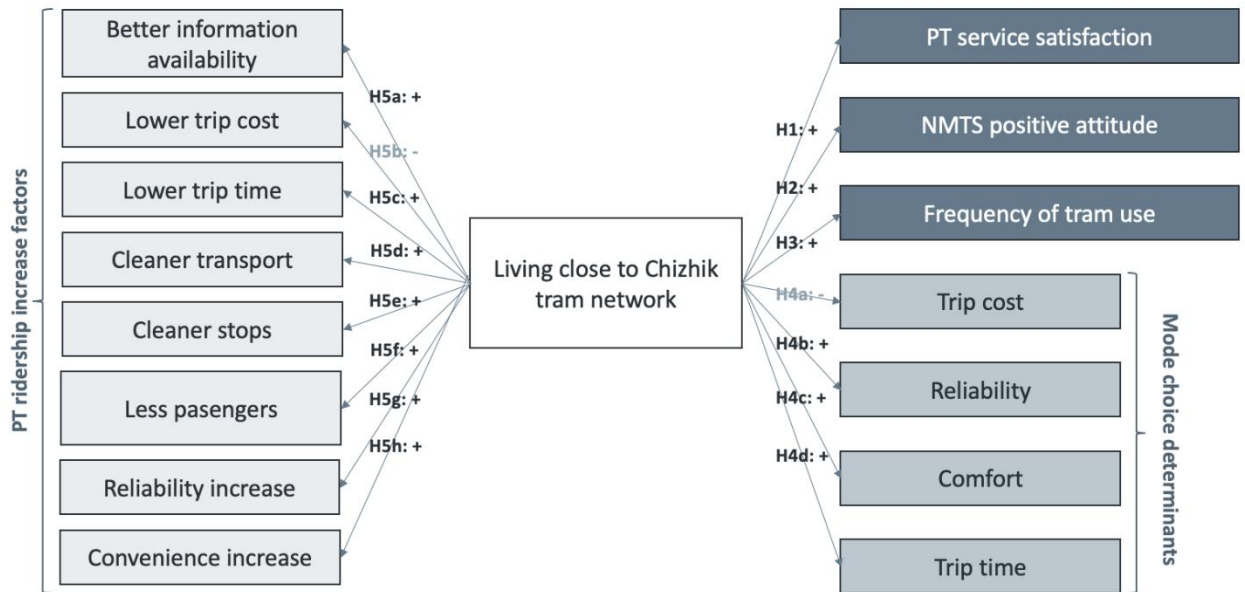 PT ridership increase factors
Better information
availability
Lower trip cost
Lower trip time
Cleaner transport
Cleaner stops
Less pasengers
Reliability increase
Convenience increase
H5a: +
H5b: -
H5c: +
H5d: +
H5e: +
H5f: +
H5g: +
H5h: +
Living close to Chizhik
tram network
H1: +
H2: +
H3: +
H4a: -
H4b: +
H4c: +
H4d: +
PT service satisfaction
NMTS positive attitude
Frequency of tram use
Trip cost
Reliability
Comfort
Trip time
Mode choice determinants